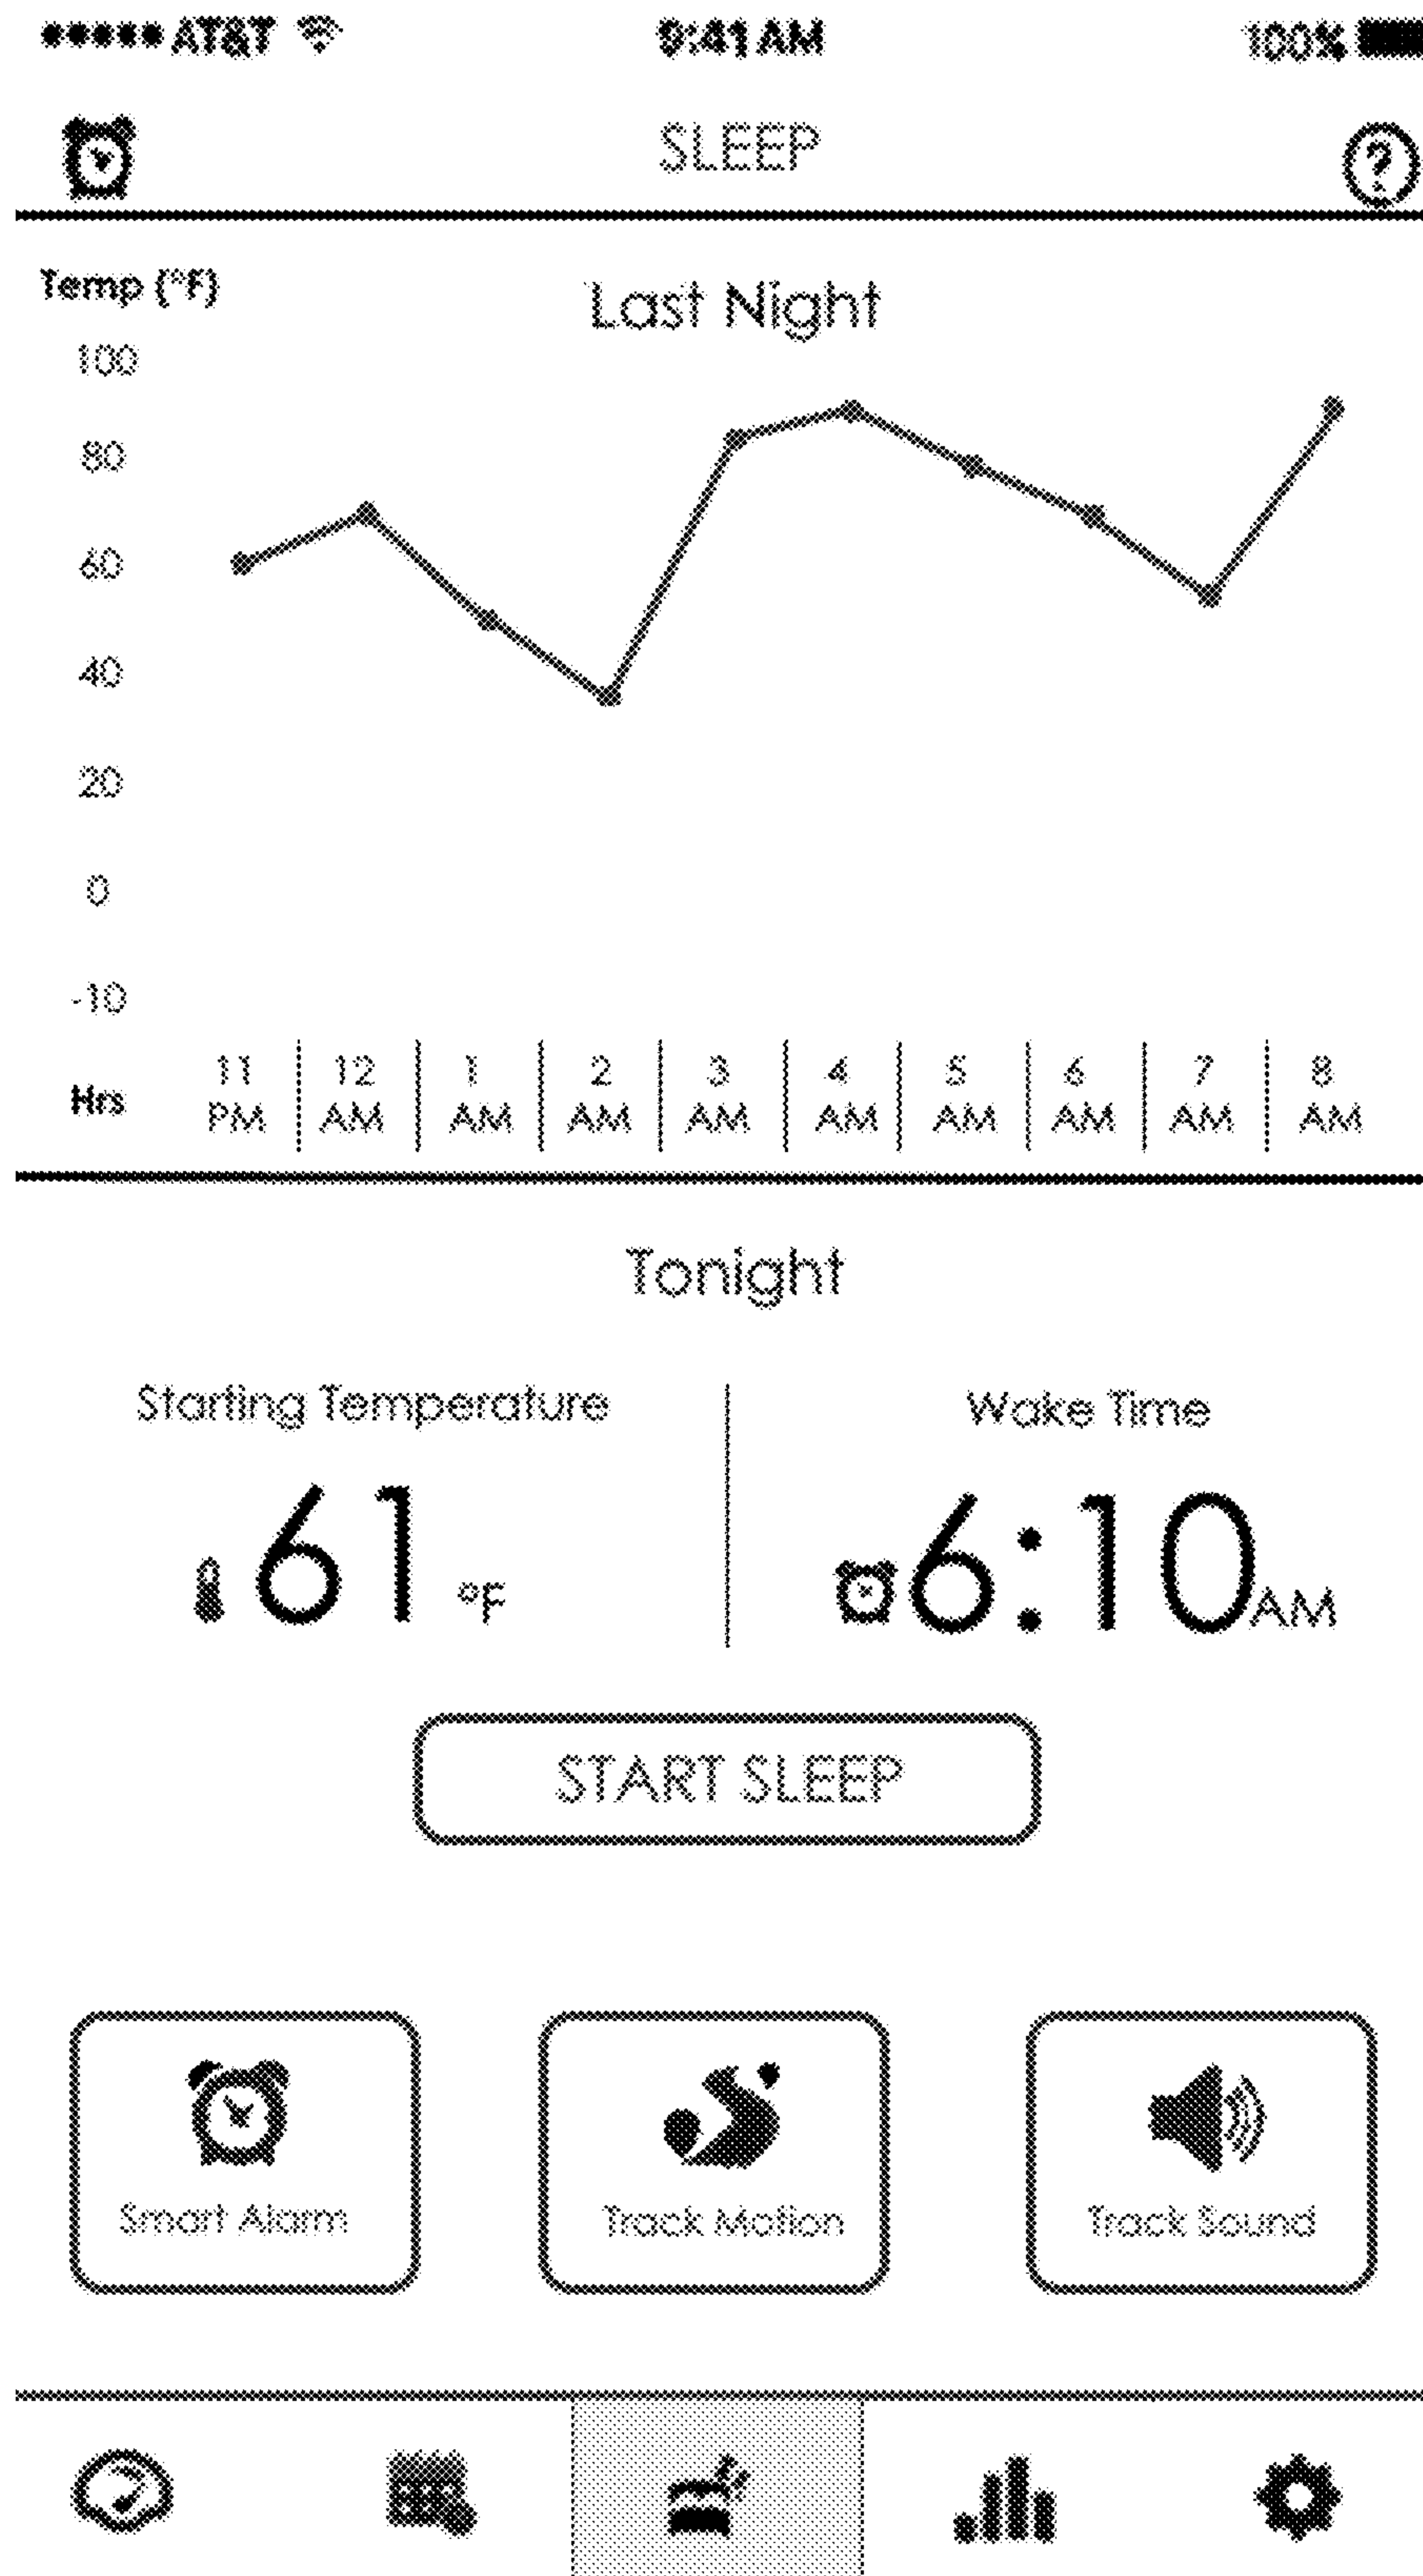 AT&T 9:41 AM 100%
SLEEP
?
Temp (°F)
Last Night
100
80
60
40
20
0
-10
Hrs
11 PM
12 AM
1 AM
2 AM
3 AM
4 AM
5 AM
6 AM
7 AM
8 AM
Tonight
Starting Temperature
61 °F
Wake Time
6:10 AM
START SLEEP
Smart Alarm
Track Motion
Track Sound